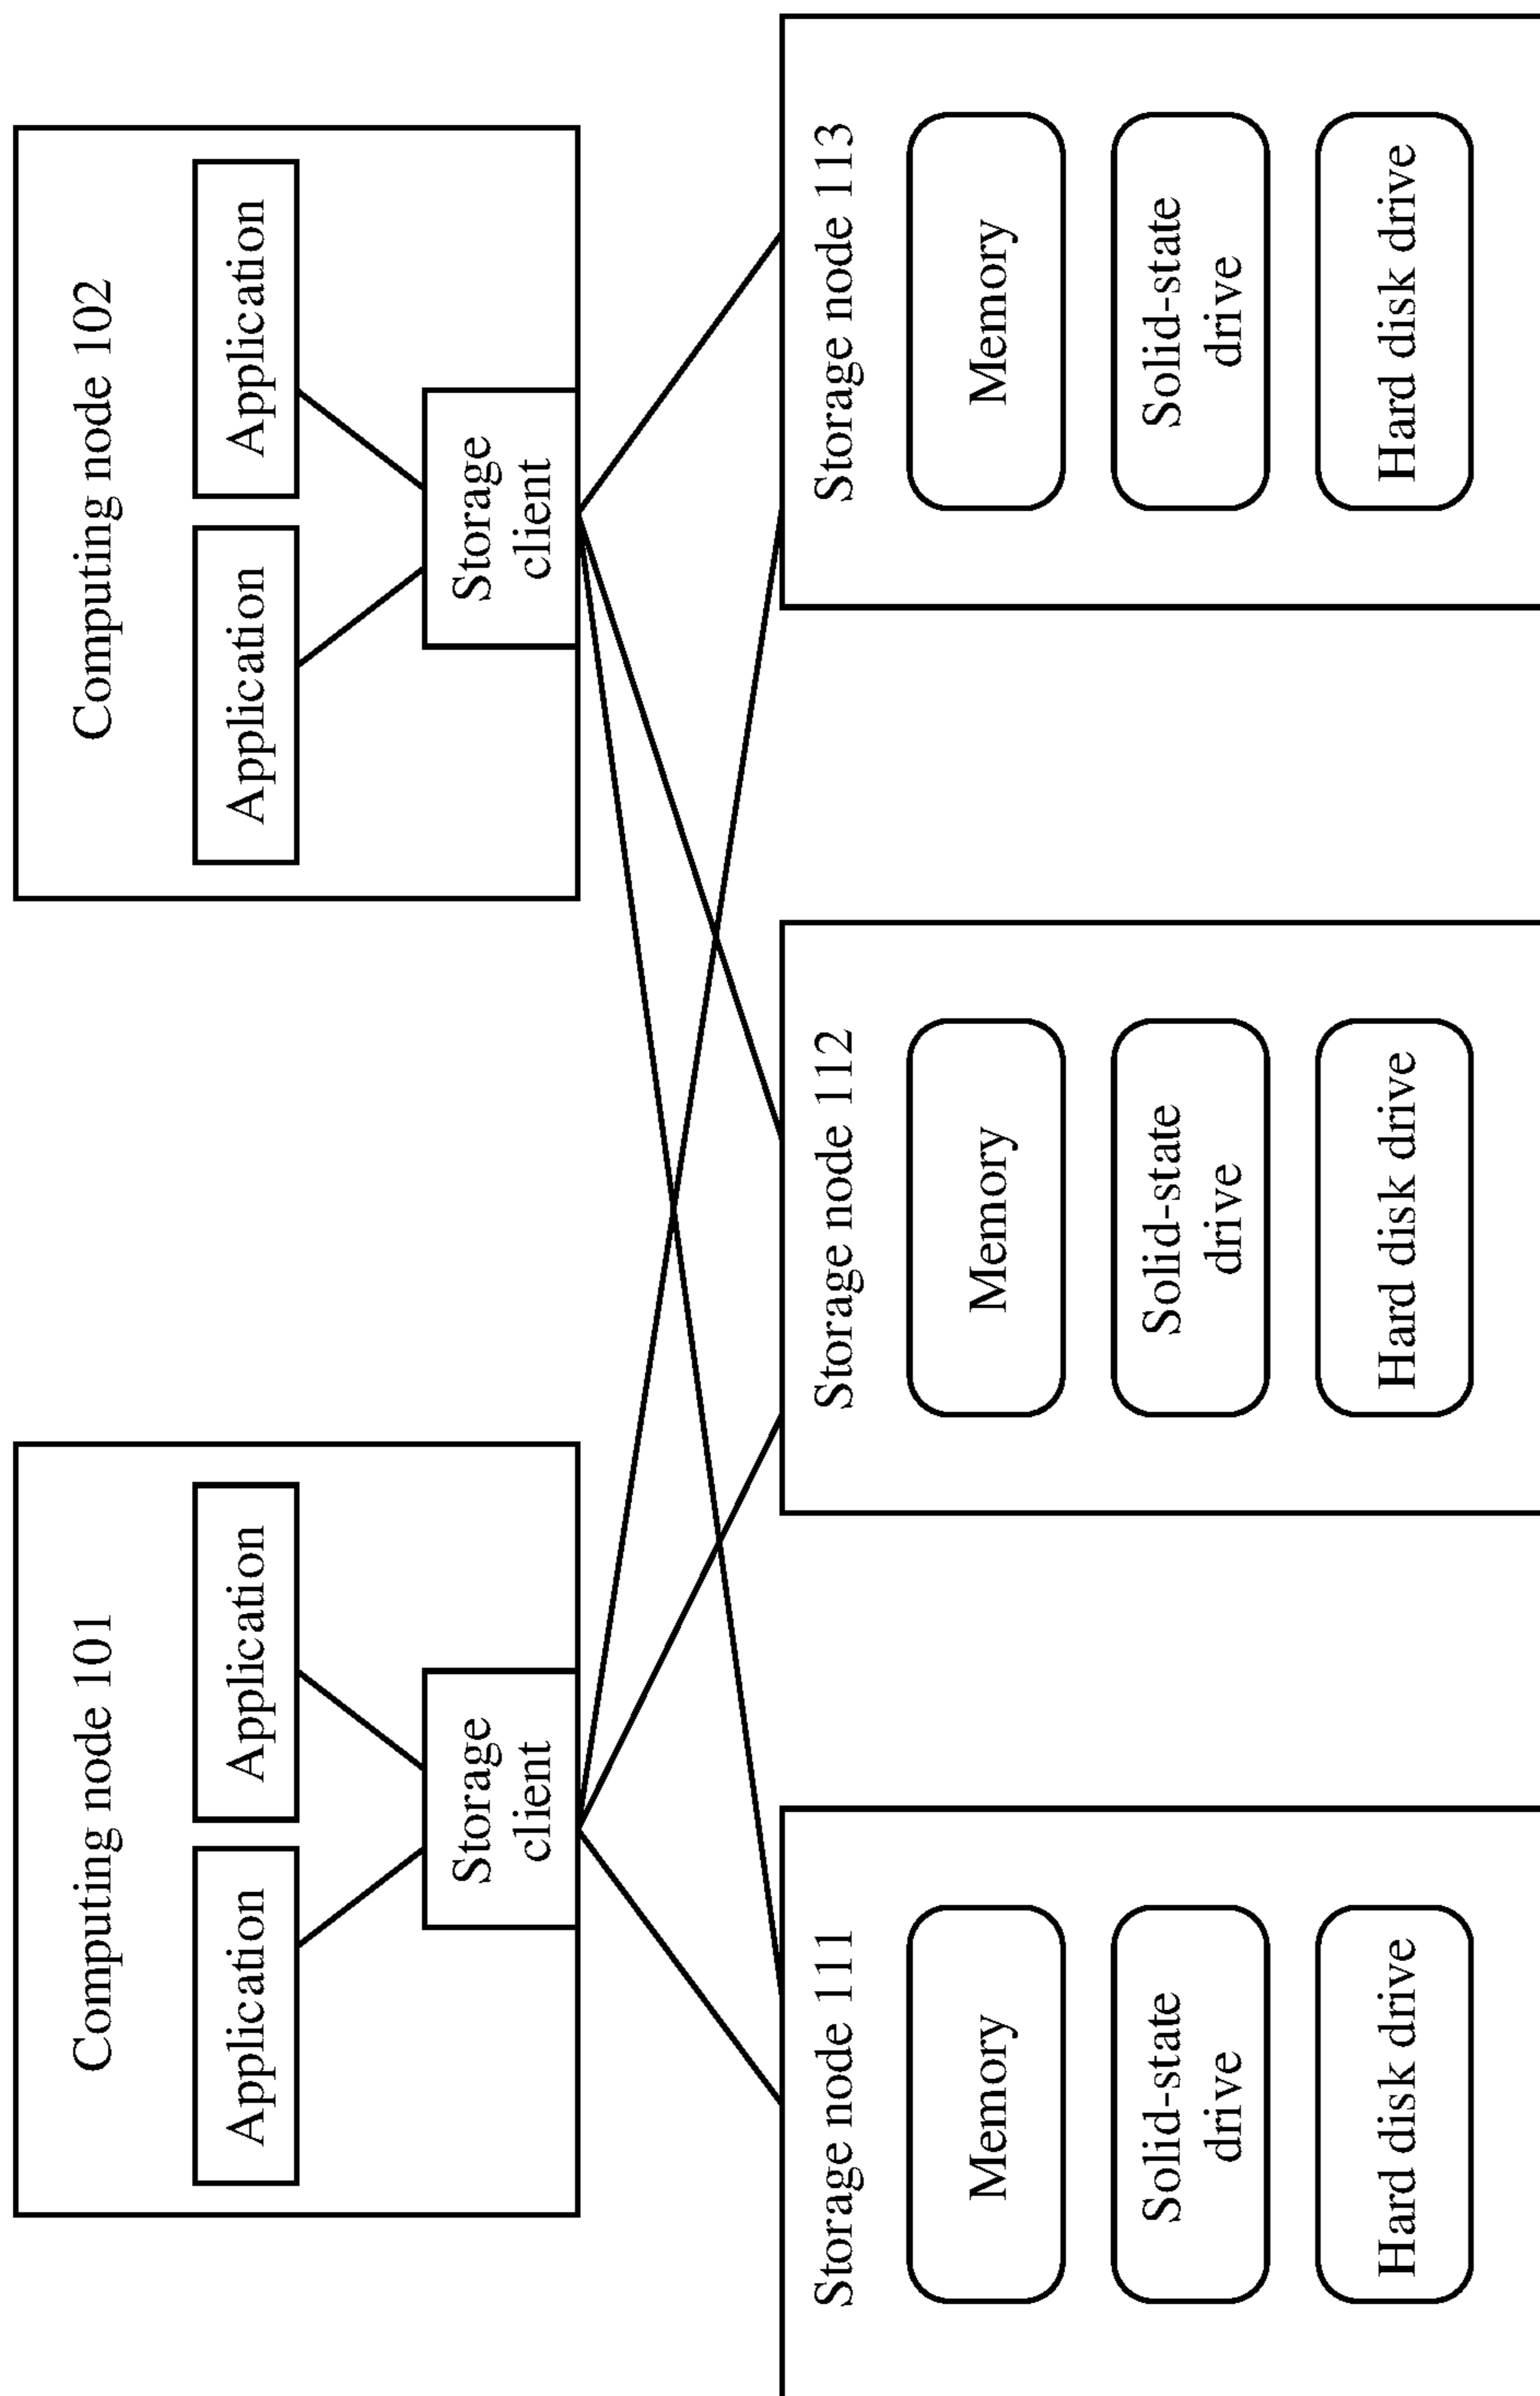 Computing node 101
Application
Application
Storage
client
Computing node 102
Application
Application
Storage
client
Storage node 111
Memory
Solid-state
drive
Hard disk drive
Storage node 112
Memory
Solid-state
drive
Hard disk drive
Storage node 113
Memory
Solid-state
drive
Hard disk drive